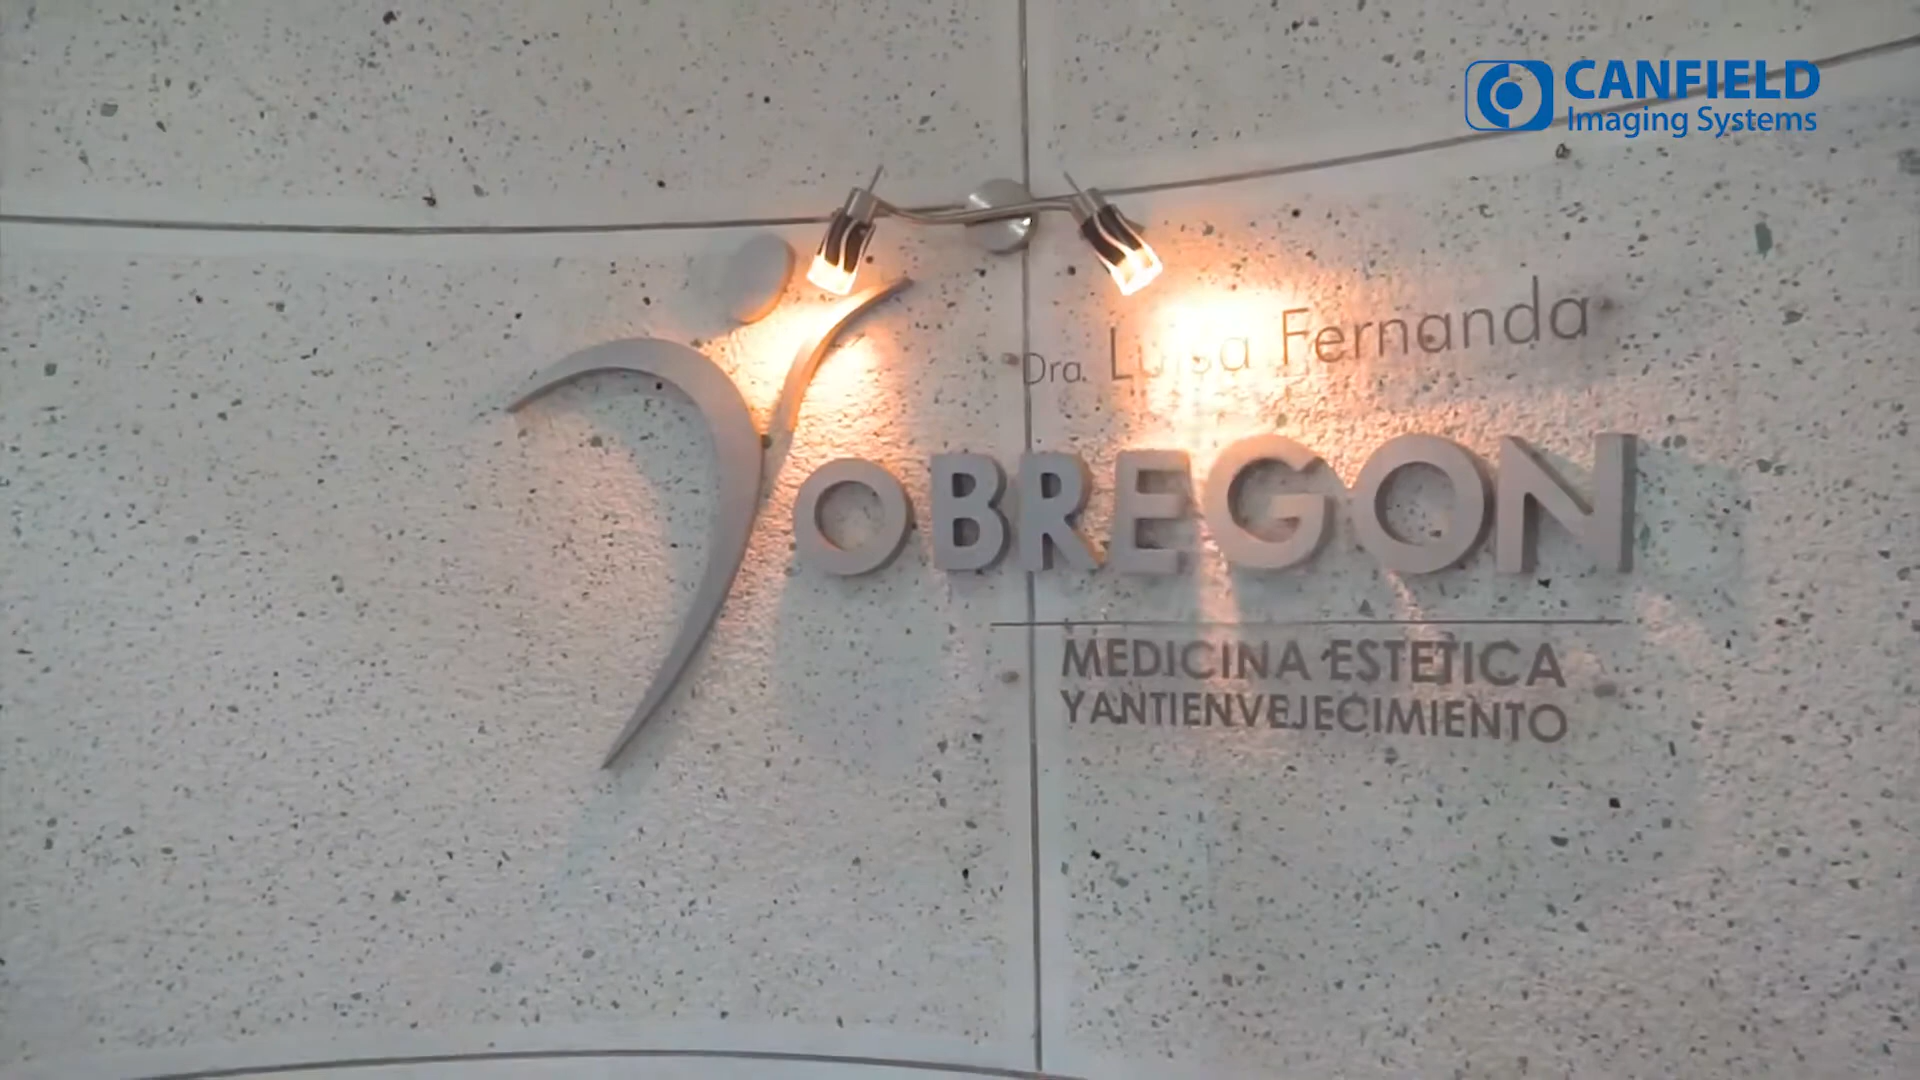 CANFIELD
Imaging Systems
Dra. Luisa Fernanda
OBREGON
MEDICINA ESTETICA
Y ANTIENVEJECIMIENTO